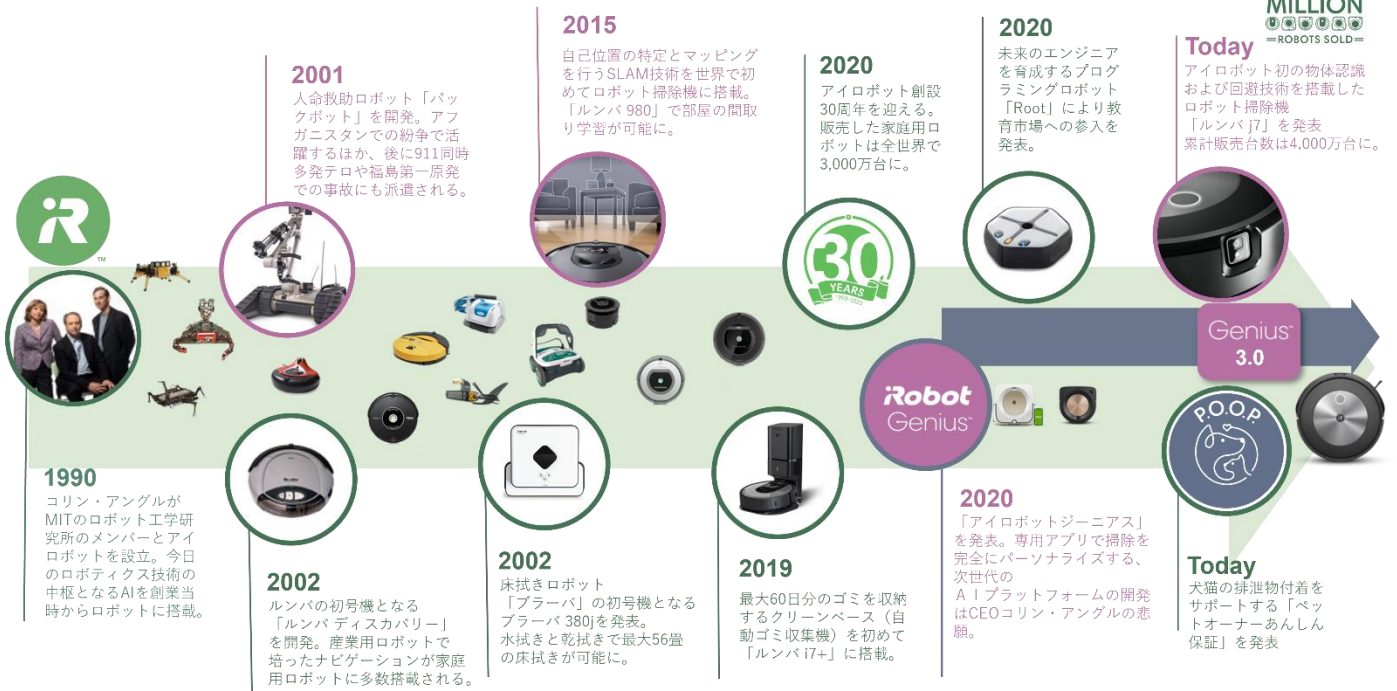 MILLION
ROBOTS SOLD
2001
人命救助ロボット「パッ
クボット」を開発。アフ
ガニスタンでの紛争で活
躍するほか、後に911同時
多発テロや福島第一原発
での事故にも派遣される。
2015
自己位置の特定とマッピング
を行うSLAM技術を世界で初
めてロボット掃除機に搭載。
「ルンバ 980」で部屋の間取
り学習が可能に。
2020
アイロボット創設
30周年を迎える。
販売した家庭用ロ
ボットは全世界で
3,000万台に。
2020
未来のエンジニア
を育成するプログ
ラミングロボット
「Root」により教
育市場への参入を
発表。
Today
アイロボット初の物体認識
および回避技術を搭載した
ロボット掃除機
「ルンバ j7」を発表
累計販売台数は4,000万台に。
iR
TM
30
YEARS
1990-2020
iRobot
Genius™
Genius™
3.0
P.O.O.P.
1990
コリン・アングルが
MITのロボット工学研
究所のメンバーとアイ
ロボットを設立。今日
のロボティクス技術の
中枢となるAIを創業当
時からロボットに搭載。
2002
ルンバの初号機となる
「ルンバ ディスカバリー」
を開発。産業用ロボットで
培ったナビゲーションが家庭
用ロボットに多数搭載される。
2002
床拭きロボット
「ブラーバ」の初号機となる
ブラーバ 380jを発表。
水拭きと乾拭きで最大56畳
の床拭きが可能に。
2019
最大60日分のゴミを収納
するクリーンベース（自
動ゴミ収集機）を初めて
「ルンバ i7+」に搭載。
2020
「アイロボットジーニアス」
を発表。専用アプリで掃除を
完全にパーソナライズする、
次世代の
ＡＩプラットフォームの開発
はCEOコリン・アングルの悲
願。
Today
犬猫の排泄物付着を
サポートする「ペッ
トオーナーあんしん
保証」を発表